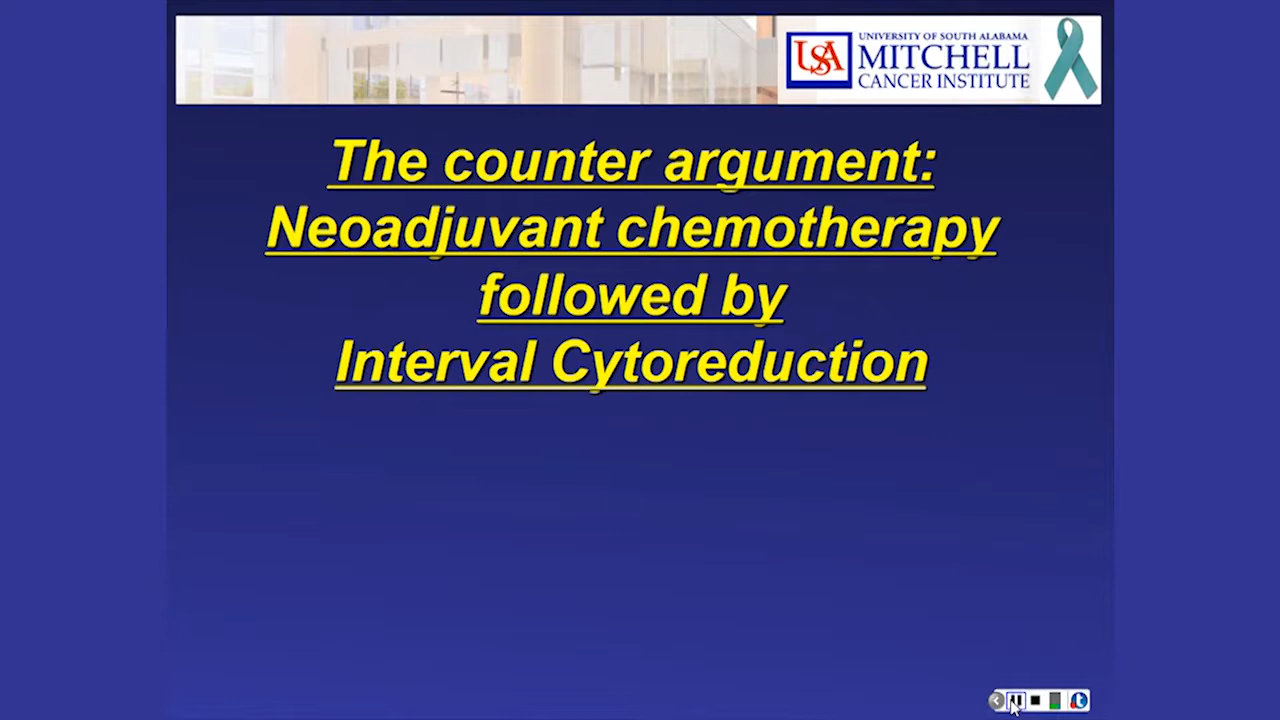 USA
UNIVERSITY OF SOUTH ALABAMA
MITCHELL
CANCER INSTITUTE
The counter argument:
Neoadjuvant chemotherapy
followed by
Interval Cytoreduction